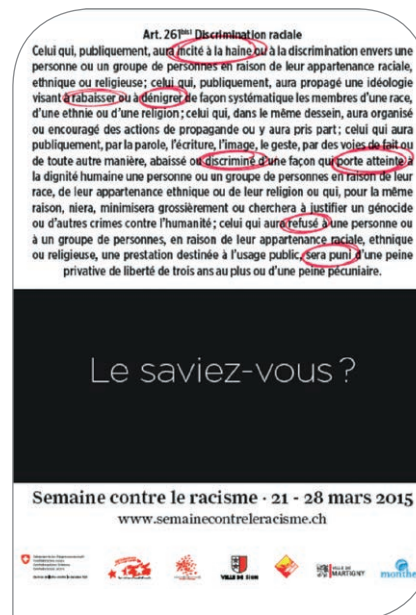 Art. 261bis1 Discrimination radale
Celui qui, publiquement, aura incité à la haine ou à la discrimination envers une
personne ou un groupe de personnes en raison de leur appartenance raciale,
ethnique ou religieuse; celui qui, publiquement, aura propagé une idéologie
visant à rabaisser ou à dénigrer de façon systématique les membres d'une race,
d'une ethnie ou d'une religion; celui qui, dans le même dessein, aura organisé
ou encouragé des actions de propagande ou y aura pris part; celui qui aura
publiquement, par la parole, l'écriture, l'image, le geste, par des voies de fait ou
de toute autre manière, abaissé ou discriminé d'une façon qui porte atteinte à
la dignité humaine une personne ou un groupe de personnes en raison de leur
race, de leur appartenance ethnique ou de leur religion ou qui, pour la même
raison, niera, minimisera grossièrement ou cherchera à justifier un génocide
ou d'autres crimes contre l'humanité; celui qui aura refusé à une personne ou
à un groupe de personnes, en raison de leur appartenance raciale, ethnique
ou religieuse, une prestation destinée à l'usage public, sera puni d'une peine
privative de liberté de trois ans au plus ou d'une peine pécuniaire.
Le saviez-vous ?
Semaine contre le racisme · 21 - 28 mars 2015
www.semainecontreleracisme.ch
VILLE DE SION
VILLE DE
MARTIGNY
monthe